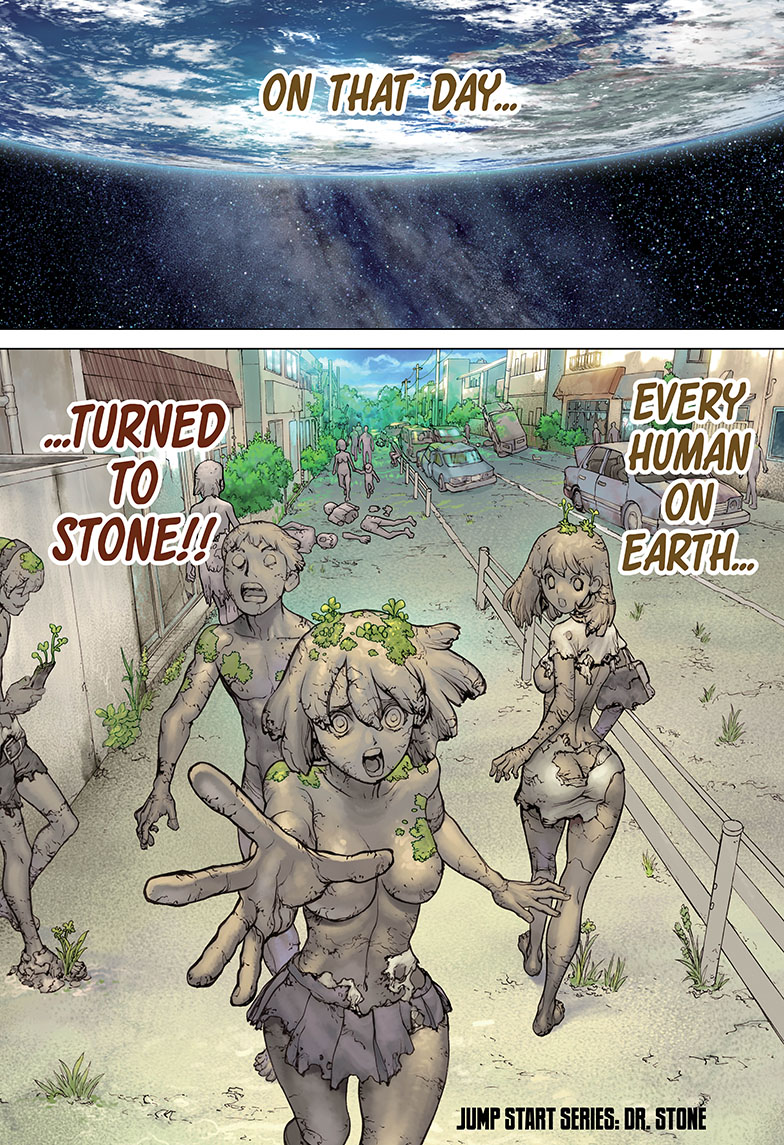 ON THAT DAY...
EVERY
HUMAN
ON
EARTH...
...TURNED
TO
STONE!!
JUMP START SERIES: DR. STONE